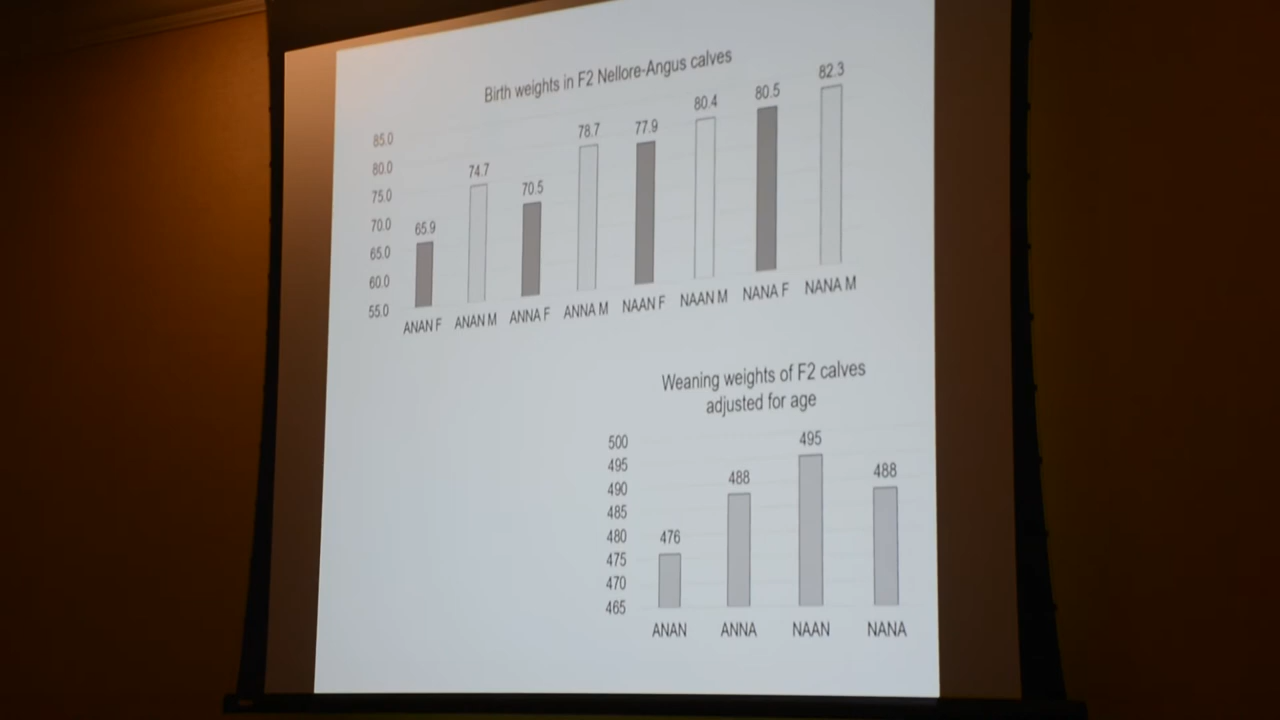 Birth weights in F2 Nellore-Angus calves
85.0
80.0
75.0
70.0
65.0
60.0
55.0
65.9
74.7
70.5
78.7
77.9
80.4
80.5
82.3
ANAN F
ANAN M
ANNA F
ANNA M
NAAN F
NAAN M
NANA F
NANA M
Weaning weights of F2 calves
adjusted for age
500
495
490
485
480
475
470
465
476
488
495
488
ANAN
ANNA
NAAN
NANA